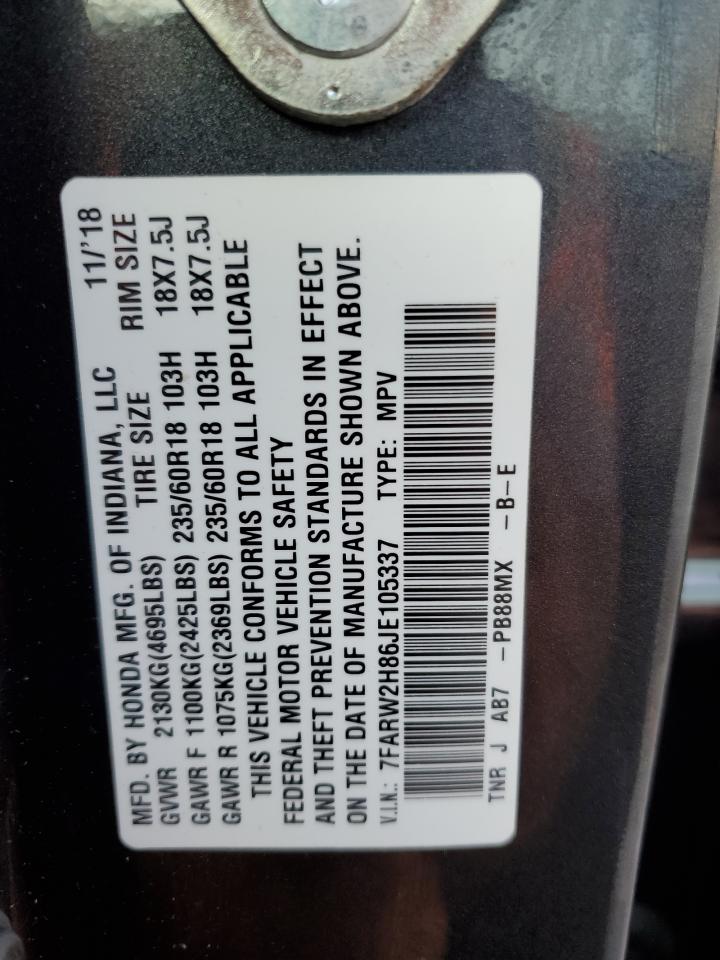 MFD. BY HONDA MFG. OF INDIANA, LLC 11/'18
GVWR 2130KG(4695LBS) TIRE SIZE RIM SIZE
GAWR F 1100KG(2425LBS) 235/60R18 103H 18X7.5J
GAWR R 1075KG(2369LBS) 235/60R18 103H 18X7.5J
THIS VEHICLE CONFORMS TO ALL APPLICABLE
FEDERAL MOTOR VEHICLE SAFETY
AND THEFT PREVENTION STANDARDS IN EFFECT
ON THE DATE OF MANUFACTURE SHOWN ABOVE.
V.I.N.: 7FARW2H86JE105337 TYPE: MPV
TNR J AB7 -PB88MX -B-E